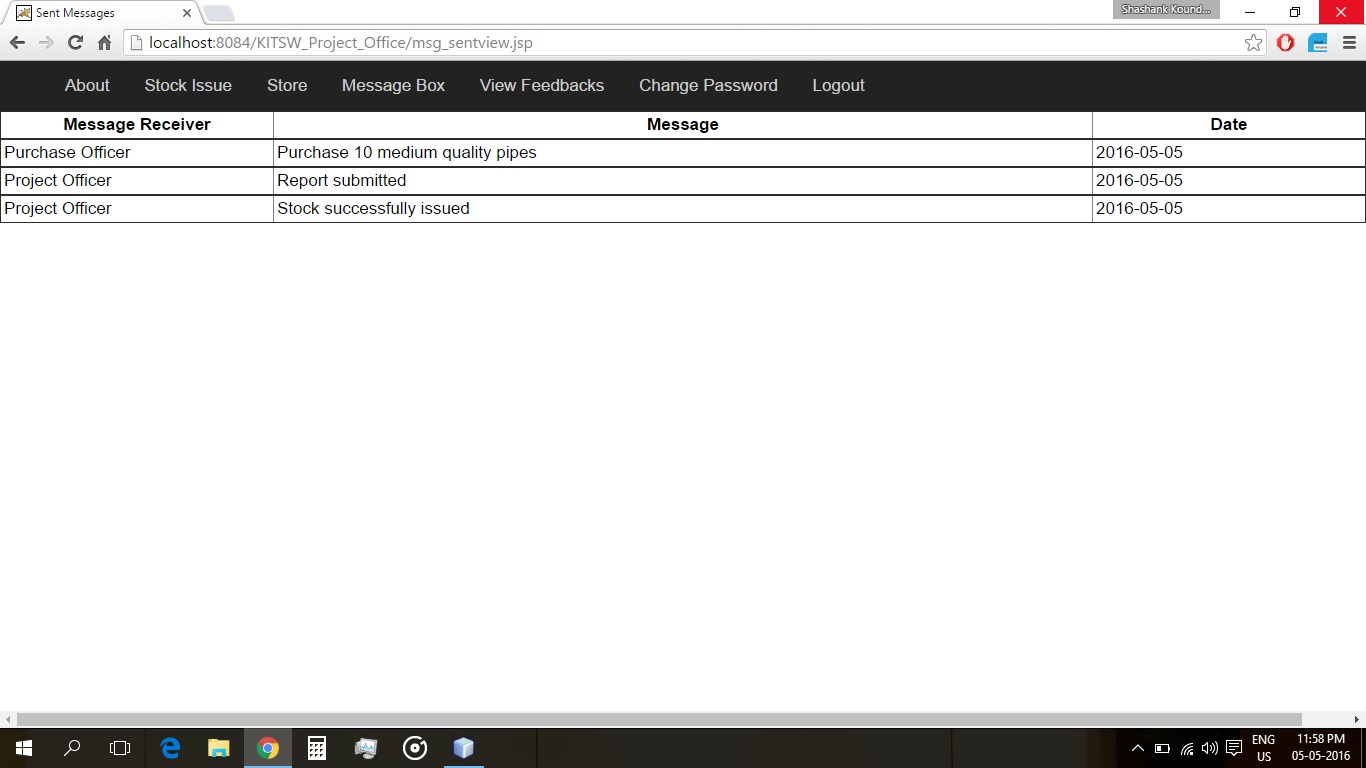 Sent Messages
Shashank Kound...
localhost:8084/KITSW_Project_Office/msg_sentview.jsp
About Stock Issue Store Message Box View Feedbacks Change Password Logout
Message Receiver Message Date
Purchase Officer Purchase 10 medium quality pipes 2016-05-05
Project Officer Report submitted 2016-05-05
Project Officer Stock successfully issued 2016-05-05
ENG 11:58 PM
US 05-05-2016